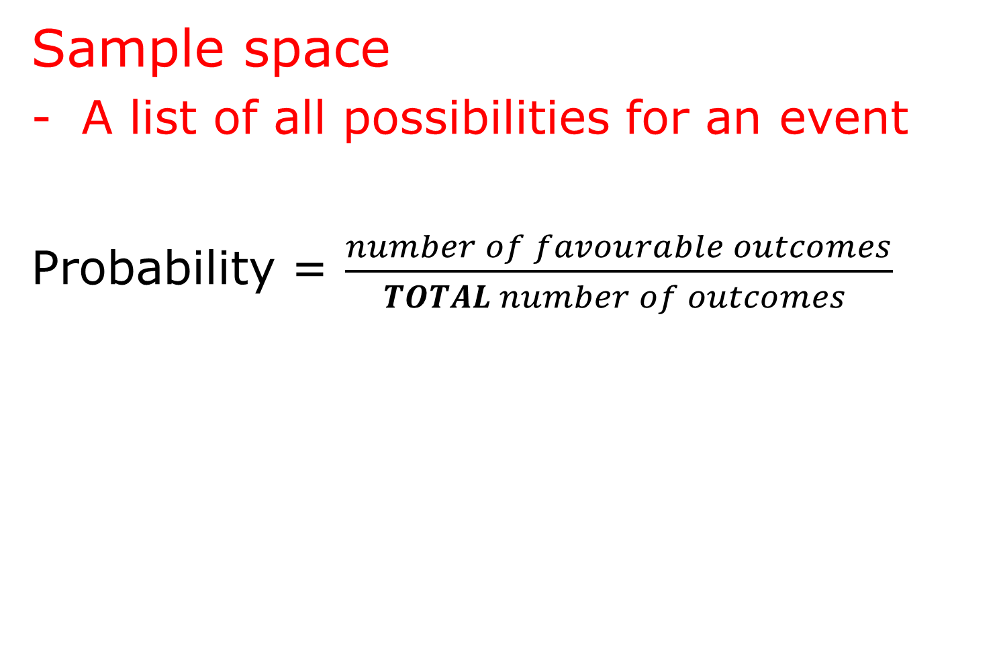 Sample space
- A list of all possibilities for an event
Probability = number of favourable outcomes
TOTAL number of outcomes